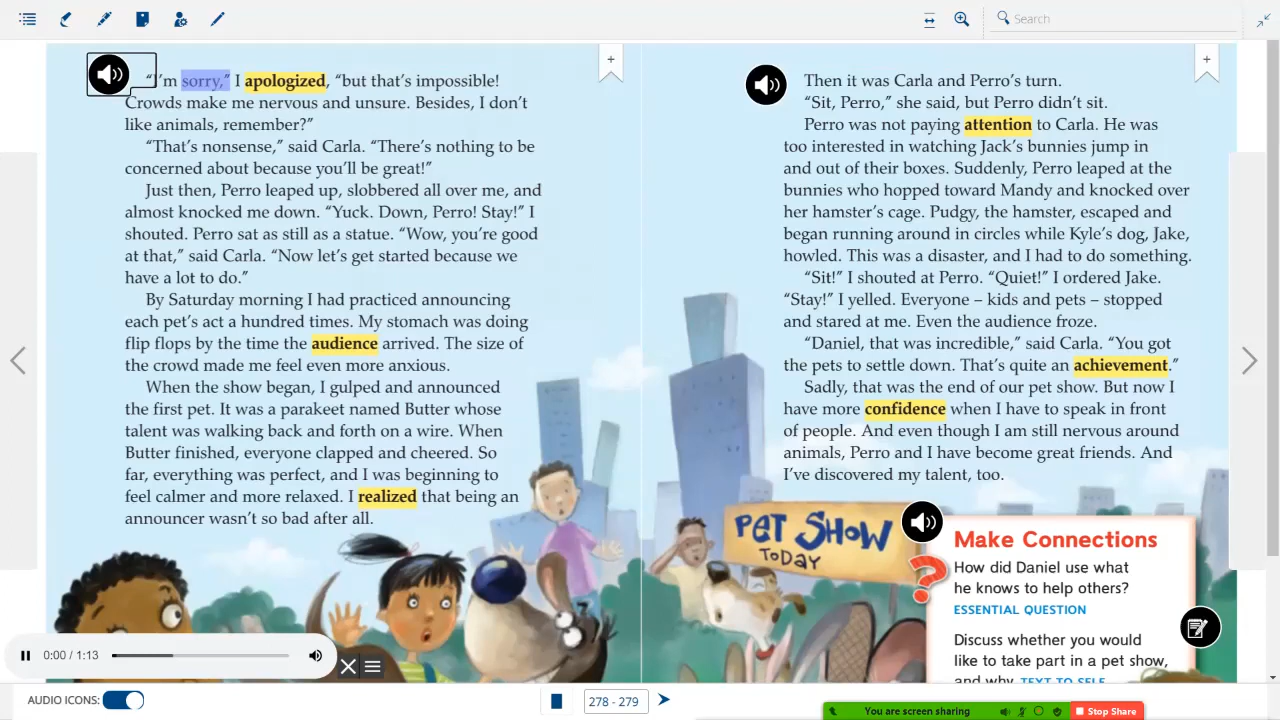 Search
“I’m sorry,” I apologized, “but that’s impossible!
Crowds make me nervous and unsure. Besides, I don’t
like animals, remember?”
“That’s nonsense,” said Carla. “There’s nothing to be
concerned about because you’ll be great!”
Just then, Perro leaped up, slobbered all over me, and
almost knocked me down. “Yuck. Down, Perro! Stay!” I
shouted. Perro sat as still as a statue. “Wow, you’re good
at that,” said Carla. “Now let’s get started because we
have a lot to do.”
By Saturday morning I had practiced announcing
each pet’s act a hundred times. My stomach was doing
flip flops by the time the audience arrived. The size of
the crowd made me feel even more anxious.
When the show began, I gulped and announced
the first pet. It was a parakeet named Butter whose
talent was walking back and forth on a wire. When
Butter finished, everyone clapped and cheered. So
far, everything was perfect, and I was beginning to
feel calmer and more relaxed. I realized that being an
announcer wasn’t so bad after all.
Then it was Carla and Perro’s turn.
“Sit, Perro,” she said, but Perro didn’t sit.
Perro was not paying attention to Carla. He was
too interested in watching Jack’s bunnies jump in
and out of their boxes. Suddenly, Perro leaped at the
bunnies who hopped toward Mandy and knocked over
her hamster’s cage. Pudgy, the hamster, escaped and
began running around in circles while Kyle’s dog, Jake,
howled. This was a disaster, and I had to do something.
“Sit!” I shouted at Perro. “Quiet!” I ordered Jake.
“Stay!” I yelled. Everyone – kids and pets – stopped
and stared at me. Even the audience froze.
“Daniel, that was incredible,” said Carla. “You got
the pets to settle down. That’s quite an achievement.”
Sadly, that was the end of our pet show. But now I
have more confidence when I have to speak in front
of people. And even though I am still nervous around
animals, Perro and I have become great friends. And
I’ve discovered my talent, too.
PET SHOW
TODAY
Make Connections
How did Daniel use what
he knows to help others?
ESSENTIAL QUESTION
Discuss whether you would
like to take part in a pet show,
and why. TEXT TO SELF
0:00 / 1:13
AUDIO ICONS:
278 - 279
You are screen sharing
Stop Share